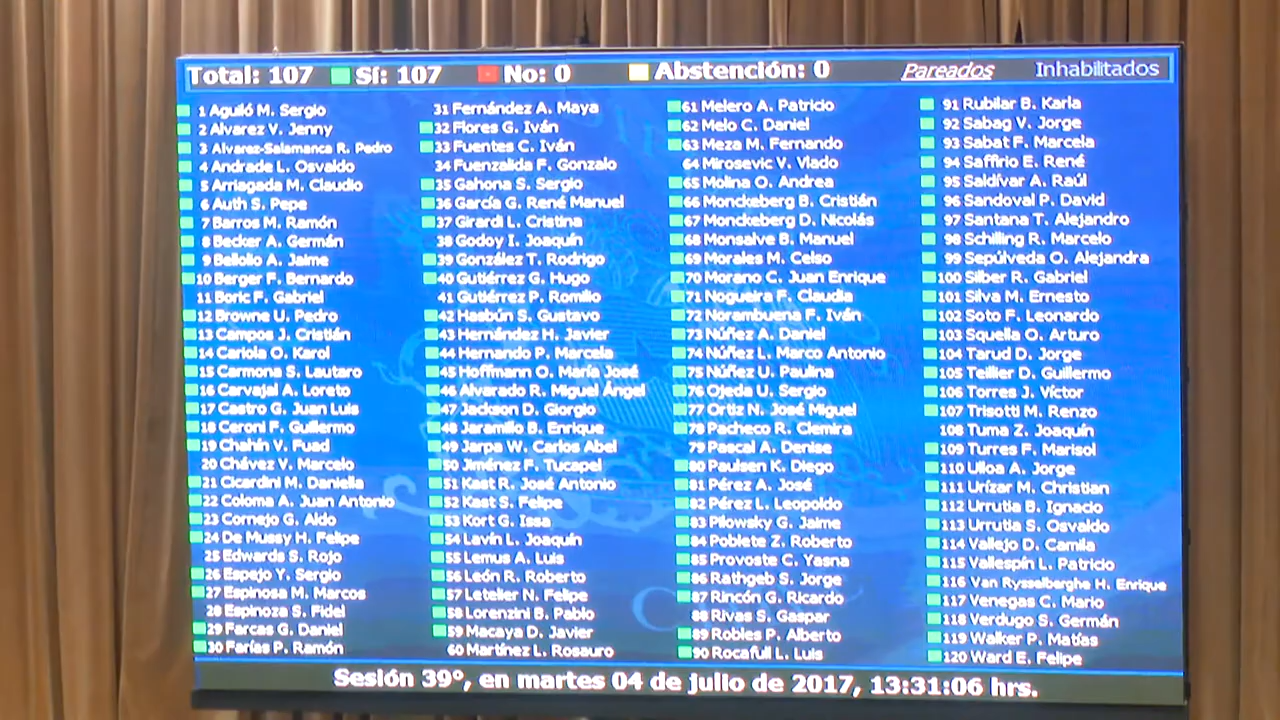 Total: 107 Sí: 107 No: 0 Abstención: 0 Pareados Inhabilitados
1 Aguiló M. Sergio
2 Alvarez V. Jenny
3 Alvarez-Salamanca R. Pedro
4 Andrade L. Osvaldo
5 Arriagada M. Claudio
6 Auth S. Pepe
7 Barros M. Ramón
8 Becker A. Germán
9 Bellolio A. Jaime
10 Berger F. Bernardo
11 Boric F. Gabriel
12 Browne U. Pedro
13 Campos J. Cristián
14 Cariola O. Karol
15 Carmona S. Lautaro
16 Carvajal A. Loreto
17 Castro G. Juan Luis
18 Ceroni F. Guillermo
19 Chahín V. Fuad
20 Chávez V. Marcelo
21 Cicardini M. Daniella
22 Coloma A. Juan Antonio
23 Cornejo G. Aldo
24 De Mussy H. Felipe
25 Edwards S. Rojo
26 Espejo Y. Sergio
27 Espinosa M. Marcos
28 Espinoza S. Fidel
29 Farcas G. Daniel
30 Farías P. Ramón
31 Fernández A. Maya
32 Flores G. Iván
33 Fuentes C. Iván
34 Fuenzalida F. Gonzalo
35 Gahona S. Sergio
36 García G. René Manuel
37 Girardi L. Cristina
38 Godoy I. Joaquín
39 González T. Rodrigo
40 Gutiérrez G. Hugo
41 Gutiérrez P. Romilio
42 Hasbún S. Gustavo
43 Hernández H. Javier
44 Hernando P. Marcela
45 Hoffmann O. María José
46 Alvarado R. Miguel Ángel
47 Jackson D. Giorgio
48 Jaramillo B. Enrique
49 Jarpa W. Carlos Abel
50 Jiménez F. Tucapel
51 Kast R. José Antonio
52 Kast S. Felipe
53 Kort G. Issa
54 Lavín L. Joaquín
55 Lemus A. Luis
56 León R. Roberto
57 Letelier N. Felipe
58 Lorenzini B. Pablo
59 Macaya D. Javier
60 Martínez L. Rosauro
61 Melero A. Patricio
62 Melo C. Daniel
63 Meza M. Fernando
64 Mirosevic V. Vlado
65 Molina O. Andrea
66 Monckeberg B. Cristián
67 Monckeberg D. Nicolás
68 Monsalve B. Manuel
69 Morales M. Celso
70 Morano C. Juan Enrique
71 Nogueira F. Claudia
72 Norambuena F. Iván
73 Núñez A. Daniel
74 Núñez L. Marco Antonio
75 Núñez U. Paulina
76 Ojeda U. Sergio
77 Ortiz N. José Miguel
78 Pacheco R. Clemira
79 Pascal A. Denise
80 Paulsen K. Diego
81 Pérez A. José
82 Pérez L. Leopoldo
83 Pilowsky G. Jaime
84 Poblete Z. Roberto
85 Provoste C. Yasna
86 Rathgeb S. Jorge
87 Rincón G. Ricardo
88 Rivas S. Gaspar
89 Robles P. Alberto
90 Rocafull L. Luis
91 Rubilar B. Karla
92 Sabag V. Jorge
93 Sabat F. Marcela
94 Saffirio E. René
95 Saldívar A. Raúl
96 Sandoval P. David
97 Santana T. Alejandro
98 Schilling R. Marcelo
99 Sepúlveda O. Alejandra
100 Silber R. Gabriel
101 Silva M. Ernesto
102 Soto F. Leonardo
103 Squella O. Arturo
104 Tarud D. Jorge
105 Teillier D. Guillermo
106 Torres J. Víctor
107 Trisotti M. Renzo
108 Tuma Z. Joaquín
109 Turres F. Marisol
110 Ulloa A. Jorge
111 Urízar M. Christian
112 Urrutia B. Ignacio
113 Urrutia S. Osvaldo
114 Vallejo D. Camila
115 Vallespín L. Patricio
116 Van Rysselberghe H. Enrique
117 Venegas C. Mario
118 Verdugo S. Germán
119 Walker P. Matías
120 Ward E. Felipe
Sesión 39°, en martes 04 de julio de 2017, 13:31:06 hrs.